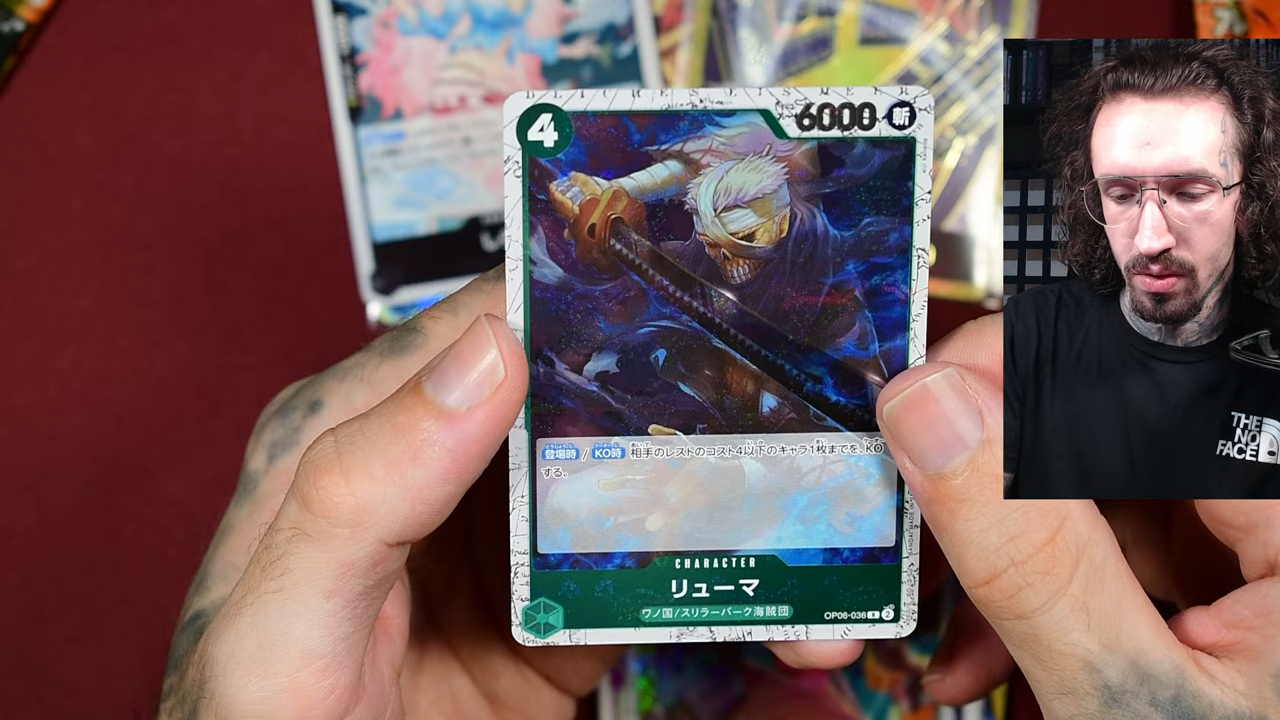 4
6000 斬
登場時 / KO時 相手のレストのコスト4以下のキャラ1枚までを、KO
する。
CHARACTER
リューマ
ワノ国/スリラーバーク海賊団
OP06-036 R 2
THE
NO
FACE